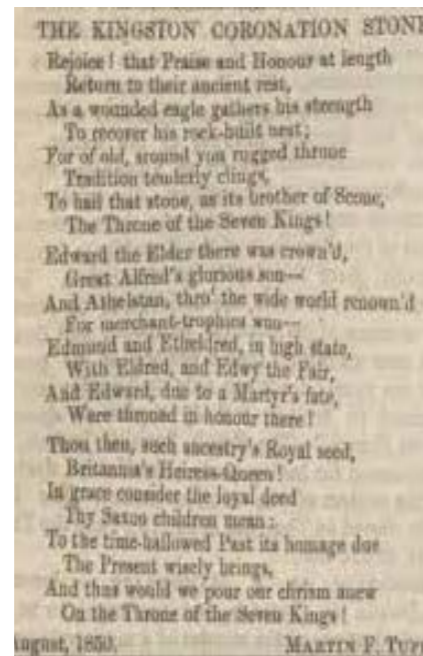 THE KINGSTON CORONATION STONE
Rejoice! that Praise and Honour at length
Return to their ancient rest,
As a wounded eagle gathers his strength
To recover his rock-built nest;
For of old, around yon rugged throne
Tradition tenderly clings,
To hail that stone, as its brother of Scone,
The Throne of the Seven Kings!
Edward the Elder there was crown'd,
Great Alfred's glorious son—
And Athelstan, thro' the wide world renown'd
For merchant-trophies won—
Edmund and Etheldred, in high state,
With Eldred, and Edwy the Fair,
And Edward, due to a Martyr's fate,
Were throned in honour there!
Thou then, such ancestry's Royal seed,
Britannia's Heiress-Queen!
In grace consider the loyal deed
Thy Saxon children mean:
To the time-hallowed Past its homage due
The Present wisely brings,
And thus would we pour our chrism anew
On the Throne of the Seven Kings!
August, 1850. MARTIN F. TUPP